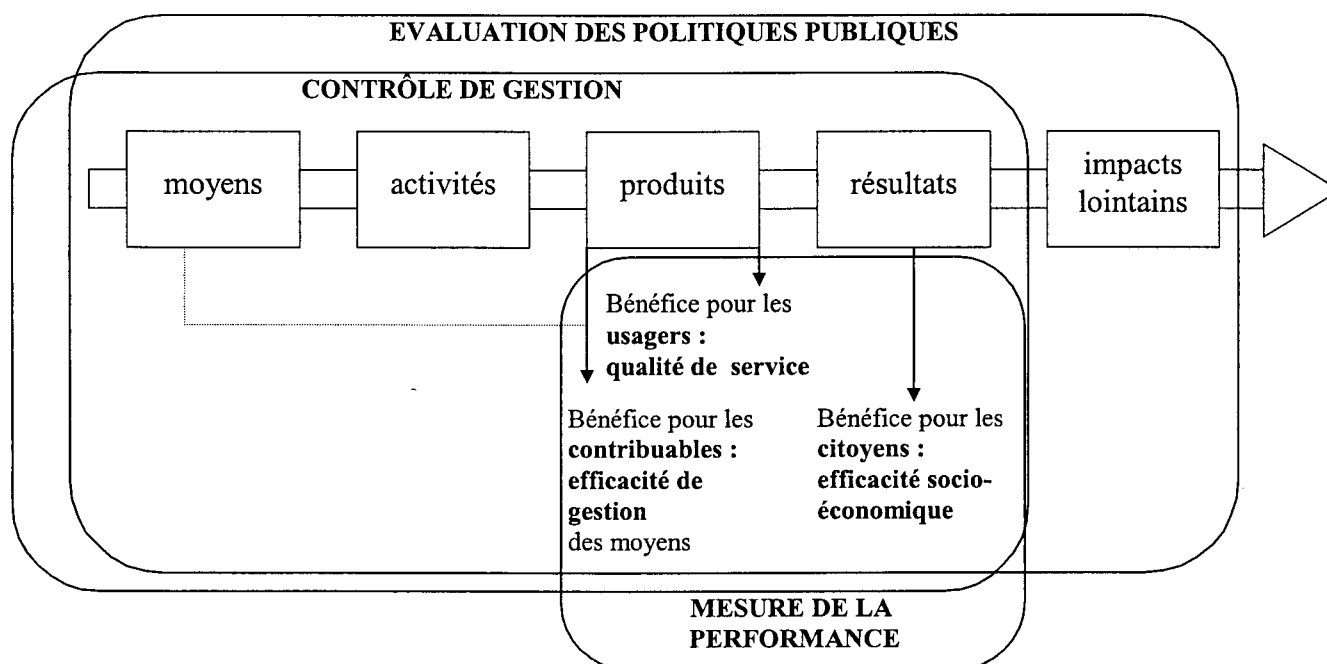 EVALUATION DES POLITIQUES PUBLIQUES
CONTRÔLE DE GESTION
moyens
activités
produits
résultats
impacts
lointains
Bénéfice pour les
usagers :
qualité de service
Bénéfice pour les
contribuables :
efficacité de
gestion
des moyens
Bénéfice pour les
citoyens :
efficacité socio-
économique
MESURE DE LA
PERFORMANCE